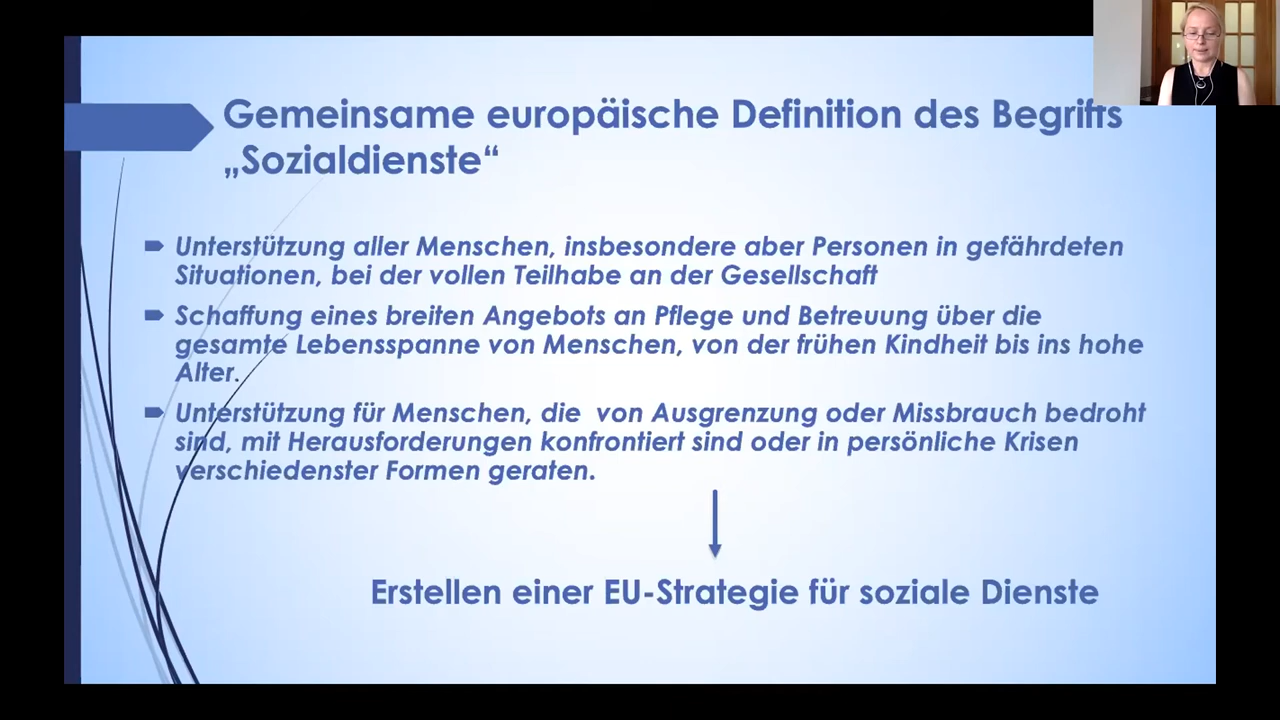 Gemeinsame europäische Definition des Begriffs
„Sozialdienste“
Unterstützung aller Menschen, insbesondere aber Personen in gefährdeten
Situationen, bei der vollen Teilhabe an der Gesellschaft
Schaffung eines breiten Angebots an Pflege und Betreuung über die
gesamte Lebensspanne von Menschen, von der frühen Kindheit bis ins hohe
Alter.
Unterstützung für Menschen, die von Ausgrenzung oder Missbrauch bedroht
sind, mit Herausforderungen konfrontiert sind oder in persönliche Krisen
verschiedenster Formen geraten.
Erstellen einer EU-Strategie für soziale Dienste